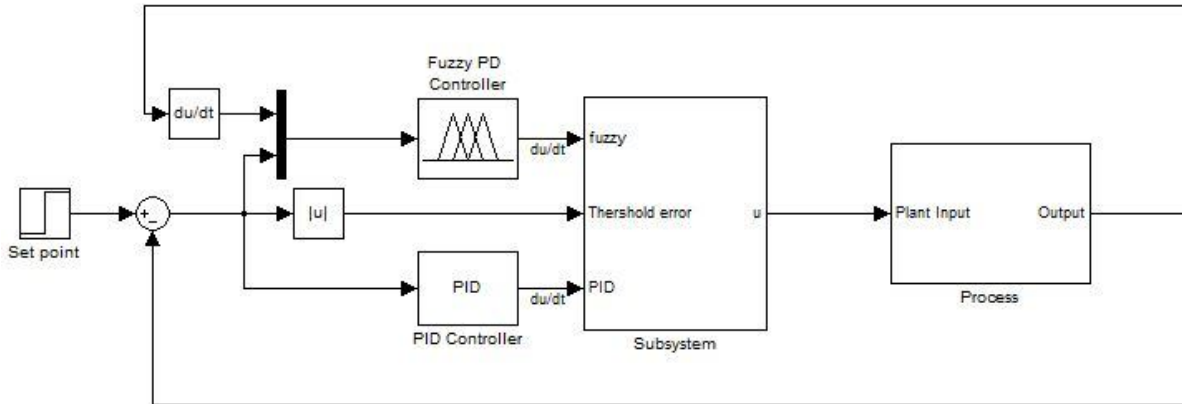 Fuzzy PD
Controller
du/dt
du/dt
fuzzy
Set point
+
−
|u|
Thershold error
u
Plant Input
Output
PID
du/dt
PID
PID Controller
Subsystem
Process